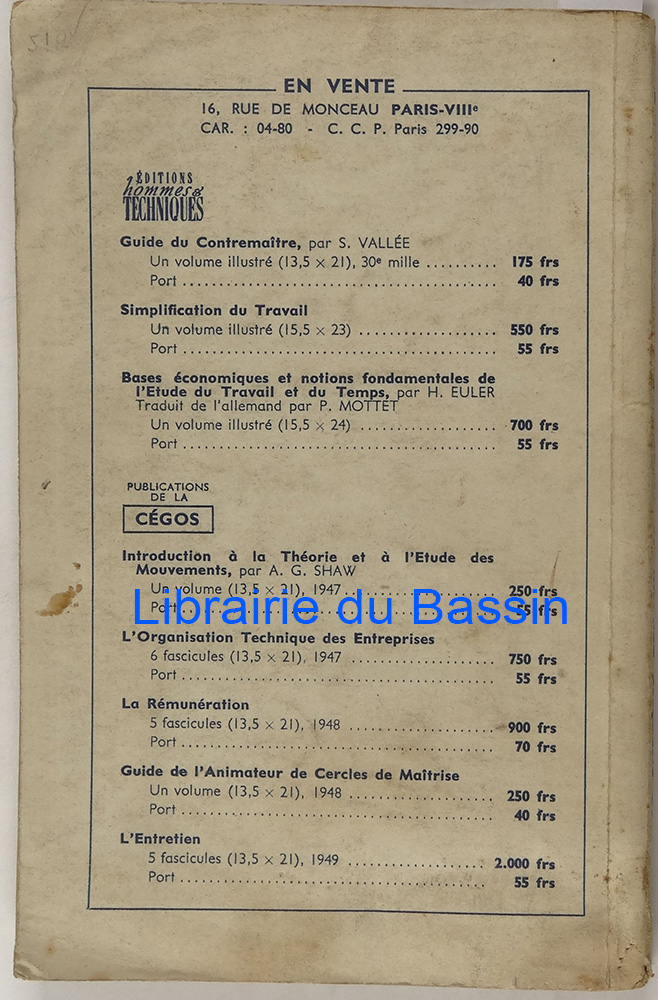 510
EN VENTE
16, RUE DE MONCEAU PARIS-VIIIe
CAR. : 04-80 - C. C. P. Paris 299-90
ÉDITIONS
hommes &
TECHNIQUES
Guide du Contremaître, par S. VALLÉE
Un volume illustré (13,5 × 21), 30e mille .......... 175 frs
Port .......... 40 frs
Simplification du Travail
Un volume illustré (15,5 × 23) .......... 550 frs
Port .......... 55 frs
Bases économiques et notions fondamentales de
l'Etude du Travail et du Temps, par H. EULER
Traduit de l'allemand par P. MOTTET
Un volume illustré (15,5 × 24) .......... 700 frs
Port .......... 55 frs
PUBLICATIONS
DE LA
CÉGOS
Introduction à la Théorie et à l'Etude des
Mouvements, par A. G. SHAW
Un volume (13,5 × 21), 1947 .......... 250 frs
Port .......... 55 frs
Librairie du Bassin
L'Organisation Technique des Entreprises
6 fascicules (13,5 × 21), 1947 .......... 750 frs
Port .......... 55 frs
La Rémunération
5 fascicules (13,5 × 21), 1948 .......... 900 frs
Port .......... 70 frs
Guide de l'Animateur de Cercles de Maîtrise
Un volume (13,5 × 21), 1948 .......... 250 frs
Port .......... 40 frs
L'Entretien
5 fascicules (13,5 × 21), 1949 .......... 2.000 frs
Port .......... 55 frs